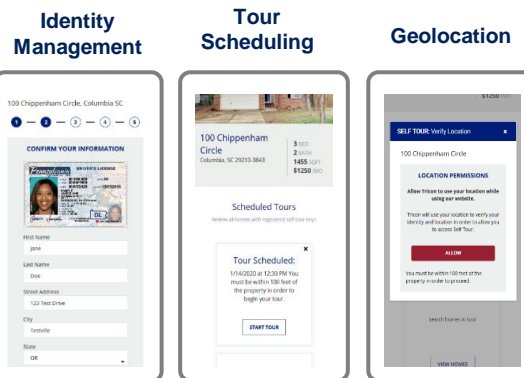 Identity
Management
Tour
Scheduling
Geolocation
100 Chippenham Circle, Columbia SC
1 2 3 4 5
CONFIRM YOUR INFORMATION
DRIVER'S LICENSE
DL
First Name
Jane
Last Name
Doe
Street Address
123 Test Drive
City
Testville
State
OR
100 Chippenham
Circle
Columbia, SC 29210-3843
3 BED
2 BATH
1455 SQFT
$1250 /MO
Scheduled Tours
Review all homes with registered self-tour keys
×
Tour Scheduled:
1/14/2020 at 12:30 PM You
must be within 100 feet of
the property in order to
begin your tour.
START TOUR
$1250 /MO
SELF TOUR: Verify Location ×
100 Chippenham Circle
LOCATION PERMISSIONS
Allow Tricon to use your location while
using our website.
Tricon will use your location to verify your
identity and location in order to allow you
to access Self Tour.
ALLOW
You must be within 100 feet of the
property in order to proceed.
Search homes to tour
VIEW HOMES